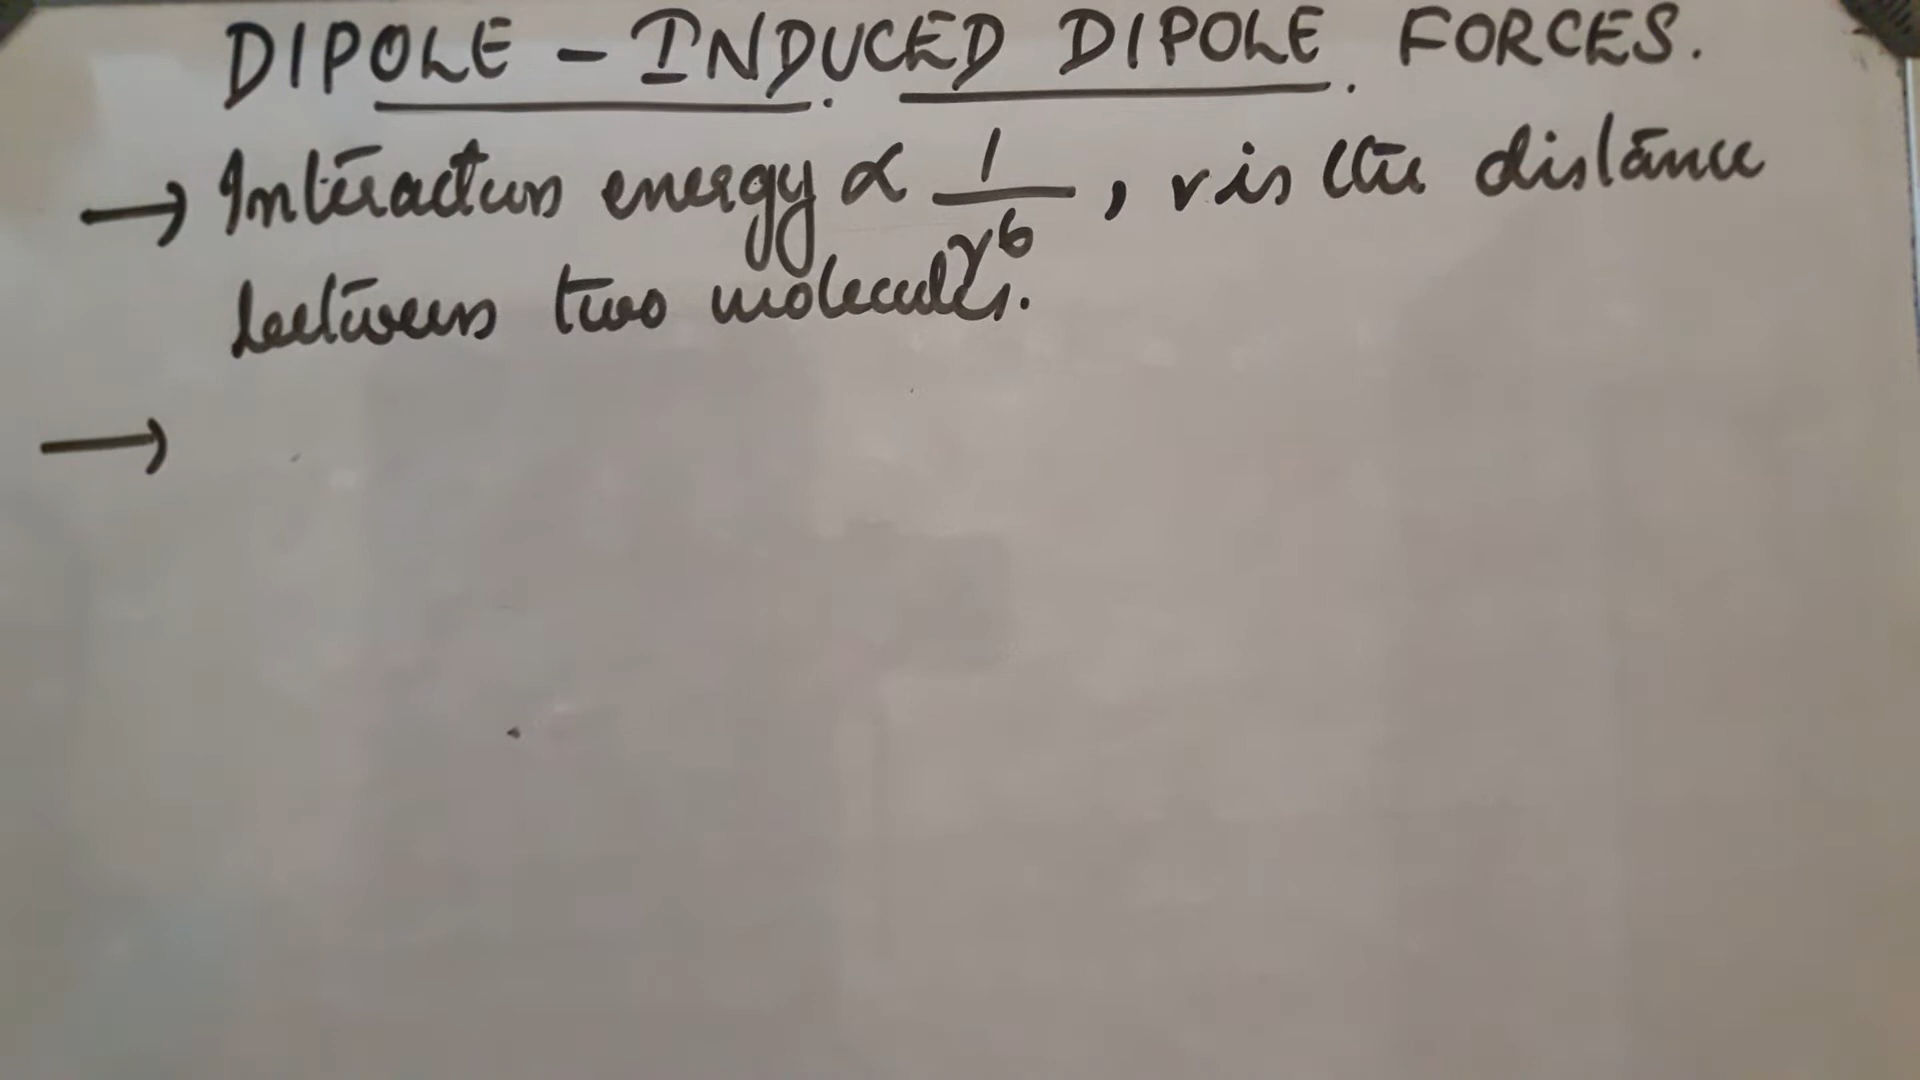 DIPOLE - INDUCED DIPOLE FORCES.
→ Interaction energy ∝ 1/r⁶, r is the distance
between two molecules.
→